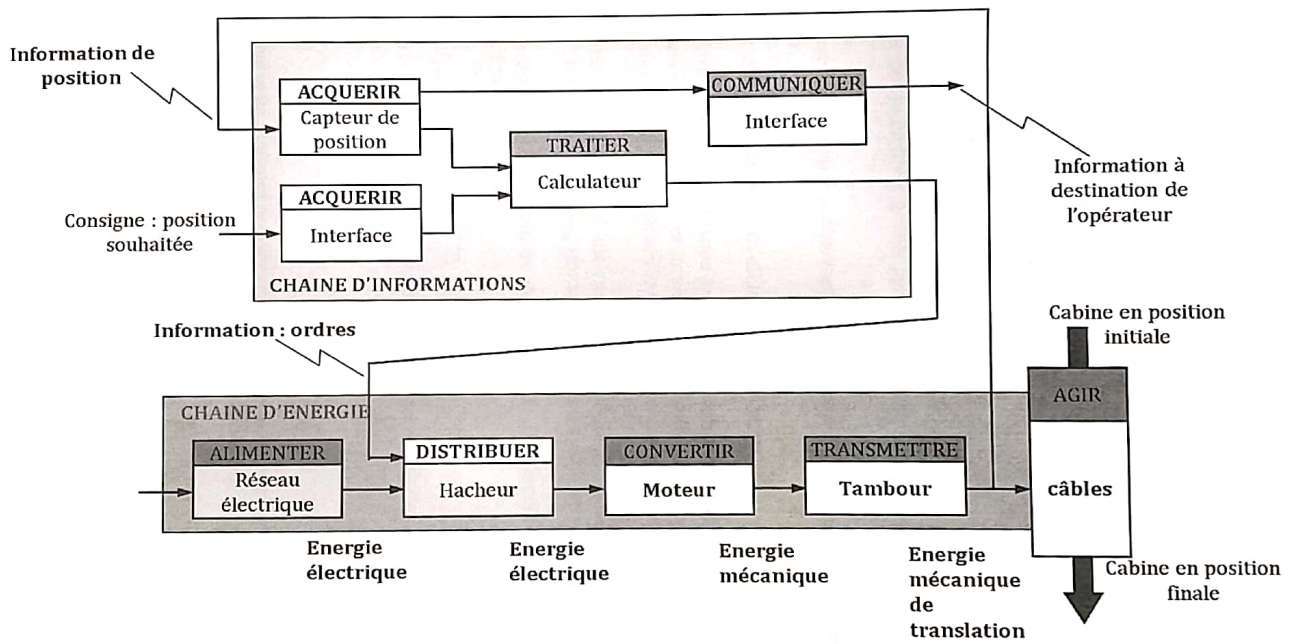 Information de
position
ACQUERIR
Capteur de
position
COMMUNIQUER
Interface
TRAITER
Calculateur
Information à
destination de
l'opérateur
ACQUERIR
Interface
Consigne : position
souhaitée
CHAINE D'INFORMATIONS
Information : ordres
Cabine en position
initiale
CHAINE D'ENERGIE
AGIR
câbles
ALIMENTER
Réseau
électrique
DISTRIBUER
Hacheur
CONVERTIR
Moteur
TRANSMETTRE
Tambour
Energie
électrique
Energie
électrique
Energie
mécanique
Energie
mécanique
de
translation
Cabine en position
finale